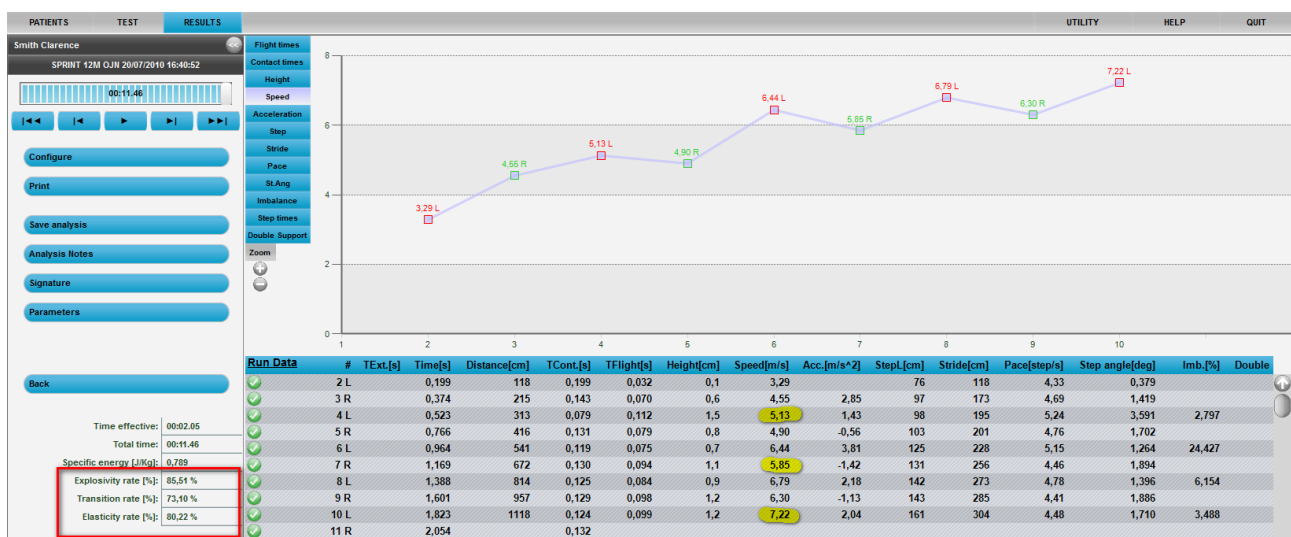 PATIENTS TEST RESULTS UTILITY HELP QUIT
Smith Clarence <<
SPRINT 12M OJN 20/07/2010 16:40:52
00:11.46
Configure
Print
Save analysis
Analysis Notes
Signature
Parameters
Back
Time effective: 00:02.05
Total time: 00:11.46
Specific energy [J/Kg]: 0,789
Explosivity rate [%]: 85,51 %
Transition rate [%]: 73,10 %
Elasticity rate [%]: 80,22 %
Flight times
Contact times
Height
Speed
Acceleration
Step
Stride
Pace
St.Ang
Imbalance
Step times
Double Support
Zoom
8
6
4
2
0
3,29 L
4,55 R
5,13 L
4,90 R
6,44 L
5,85 R
6,79 L
6,30 R
7,22 L
1 2 3 4 5 6 7 8 9 10
Run Data # TExt.[s] Time[s] Distance[cm] TCont.[s] TFlight[s] Height[cm] Speed[m/s] Acc.[m/s^2] StepL[cm] Stride[cm] Pace[step/s] Step angle[deg] Imb.[%] Double
2 L 0,199 118 0,199 0,032 0,1 3,29 76 118 4,33 0,379
3 R 0,374 215 0,143 0,070 0,6 4,55 2,85 97 173 4,69 1,419
4 L 0,523 313 0,079 0,112 1,5 5,13 1,43 98 195 5,24 3,591 2,797
5 R 0,766 416 0,131 0,079 0,8 4,90 -0,56 103 201 4,76 1,702
6 L 0,964 541 0,119 0,075 0,7 6,44 3,81 125 228 5,15 1,264 24,427
7 R 1,169 672 0,130 0,094 1,1 5,85 -1,42 131 256 4,46 1,894
8 L 1,388 814 0,125 0,084 0,9 6,79 2,18 142 273 4,78 1,396 6,154
9 R 1,601 957 0,129 0,098 1,2 6,30 -1,13 143 285 4,41 1,886
10 L 1,823 1118 0,124 0,099 1,2 7,22 2,04 161 304 4,48 1,710 3,488
11 R 2,054 0,132